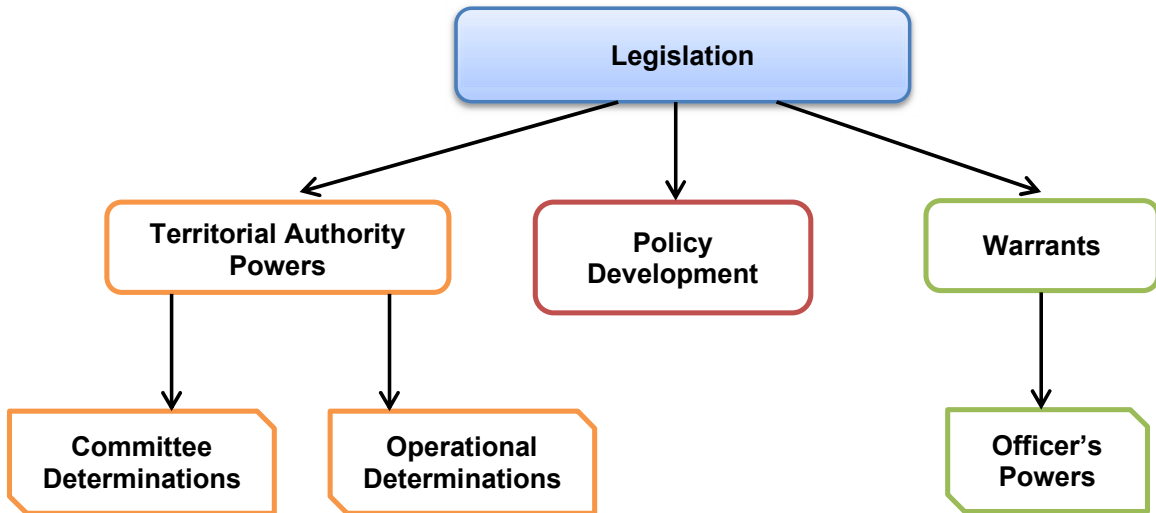 Legislation
Territorial Authority
Powers
Policy
Development
Warrants
Committee
Determinations
Operational
Determinations
Officer’s
Powers